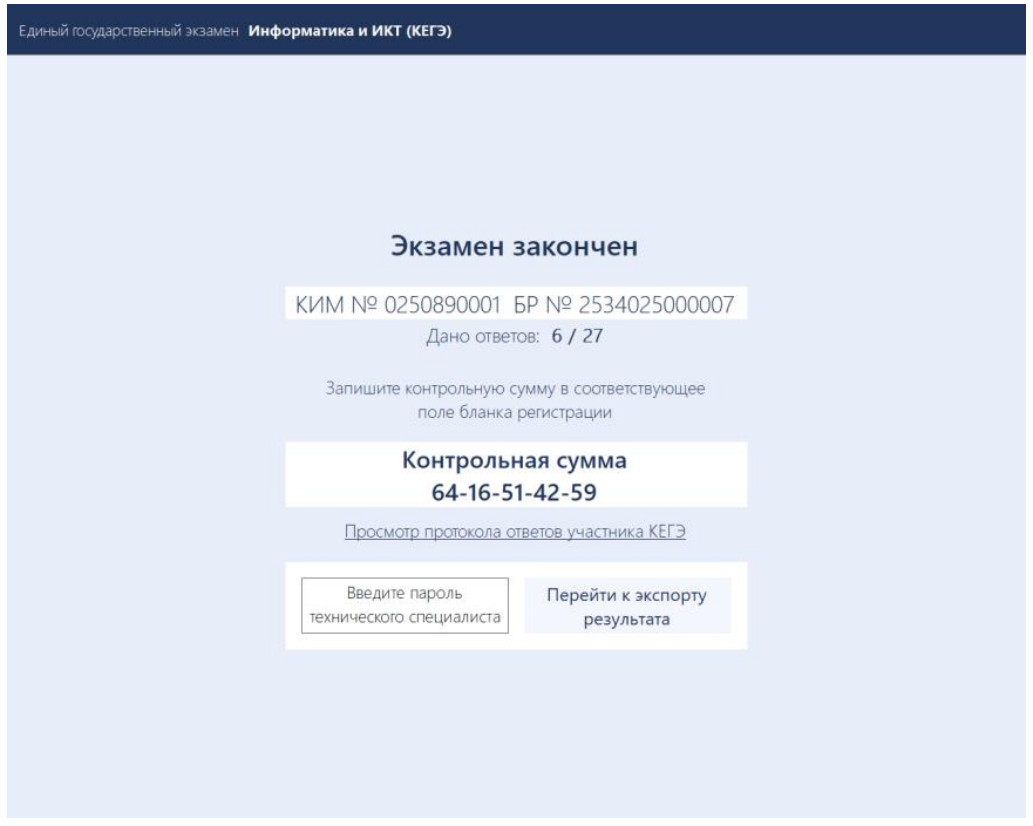 Единый государственный экзамен Информатика и ИКТ (КЕГЭ)
Экзамен закончен
КИМ № 0250890001 БР № 2534025000007
Дано ответов: 6 / 27
Запишите контрольную сумму в соответствующее
поле бланка регистрации
Контрольная сумма
64-16-51-42-59
Просмотр протокола ответов участника КЕГЭ
Введите пароль
технического специалиста
Перейти к экспорту
результата